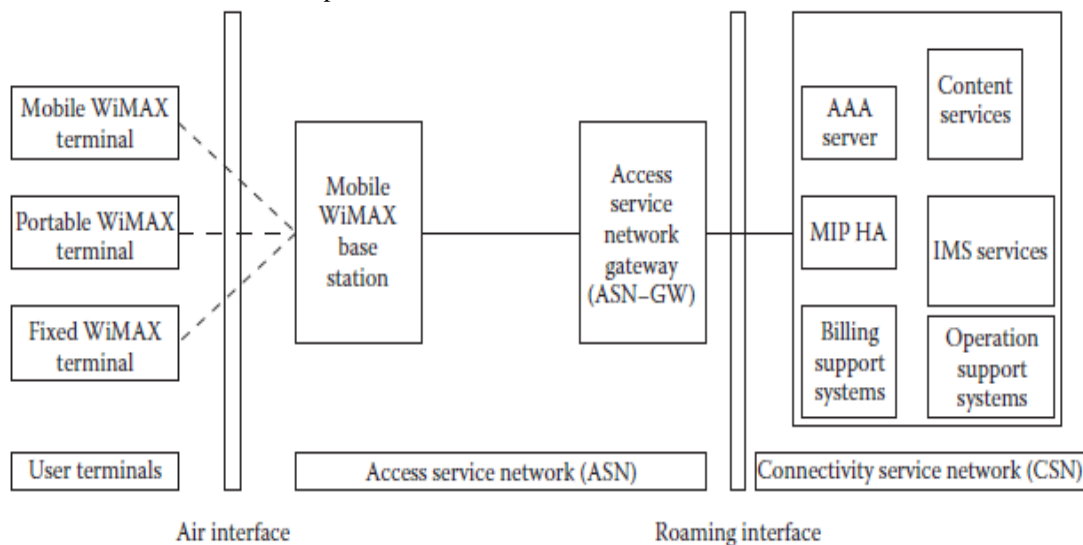 Mobile WiMAX
terminal
Portable WiMAX
terminal
Fixed WiMAX
terminal
User terminals
Air interface
Mobile
WiMAX
base
station
Access
service
network
gateway
(ASN–GW)
Access service network (ASN)
Roaming interface
AAA
server
Content
services
MIP HA
IMS services
Billing
support
systems
Operation
support
systems
Connectivity service network (CSN)